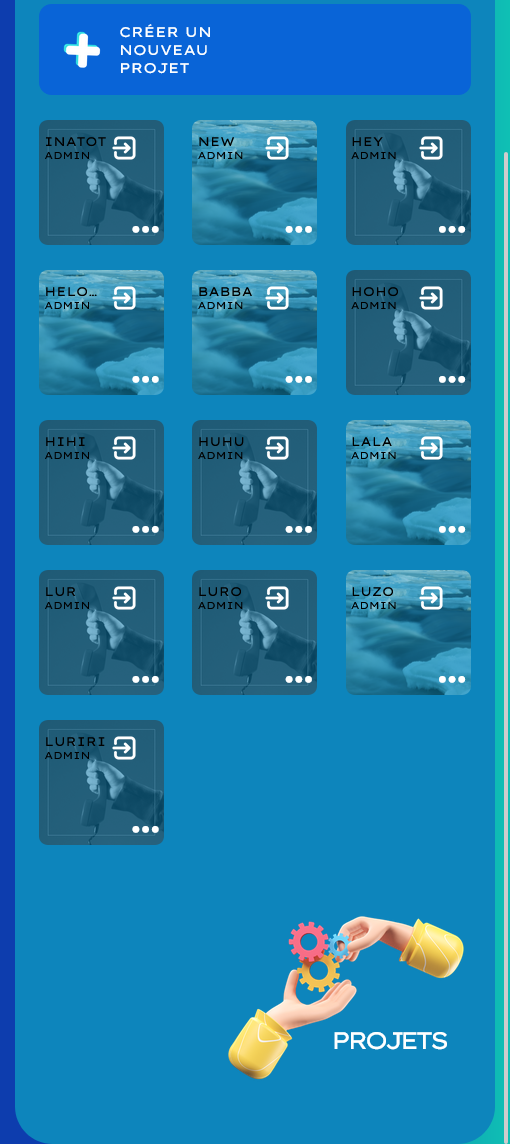 CRÉER UN
NOUVEAU
PROJET
INATOT
ADMIN
NEW
ADMIN
HEY
ADMIN
HELO...
ADMIN
BABBA
ADMIN
HOHO
ADMIN
HIHI
ADMIN
HUHU
ADMIN
LALA
ADMIN
LUR
ADMIN
LURO
ADMIN
LUZO
ADMIN
LURIRI
ADMIN
PROJETS